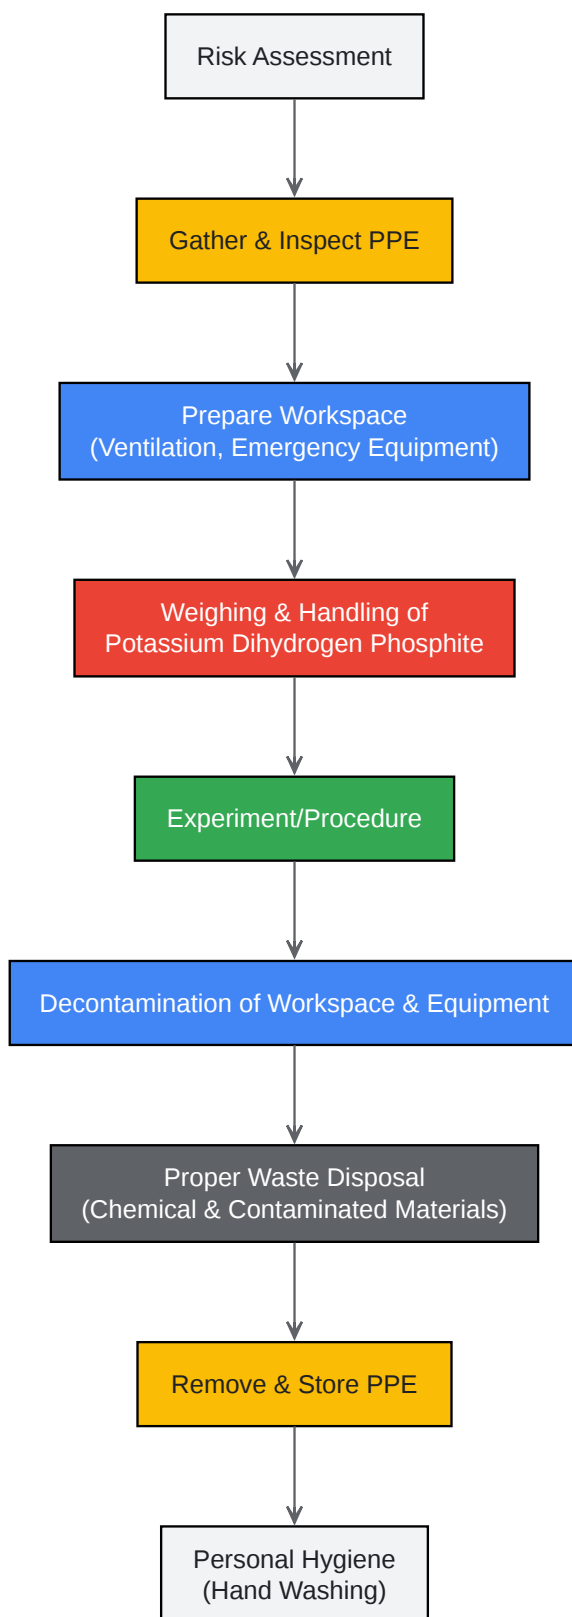 Risk Assessment
Gather & Inspect PPE
Prepare Workspace
(Ventilation, Emergency Equipment)
Weighing & Handling of
Potassium Dihydrogen Phosphite
Experiment/Procedure
Decontamination of Workspace & Equipment
Proper Waste Disposal
(Chemical & Contaminated Materials)
Remove & Store PPE
Personal Hygiene
(Hand Washing)